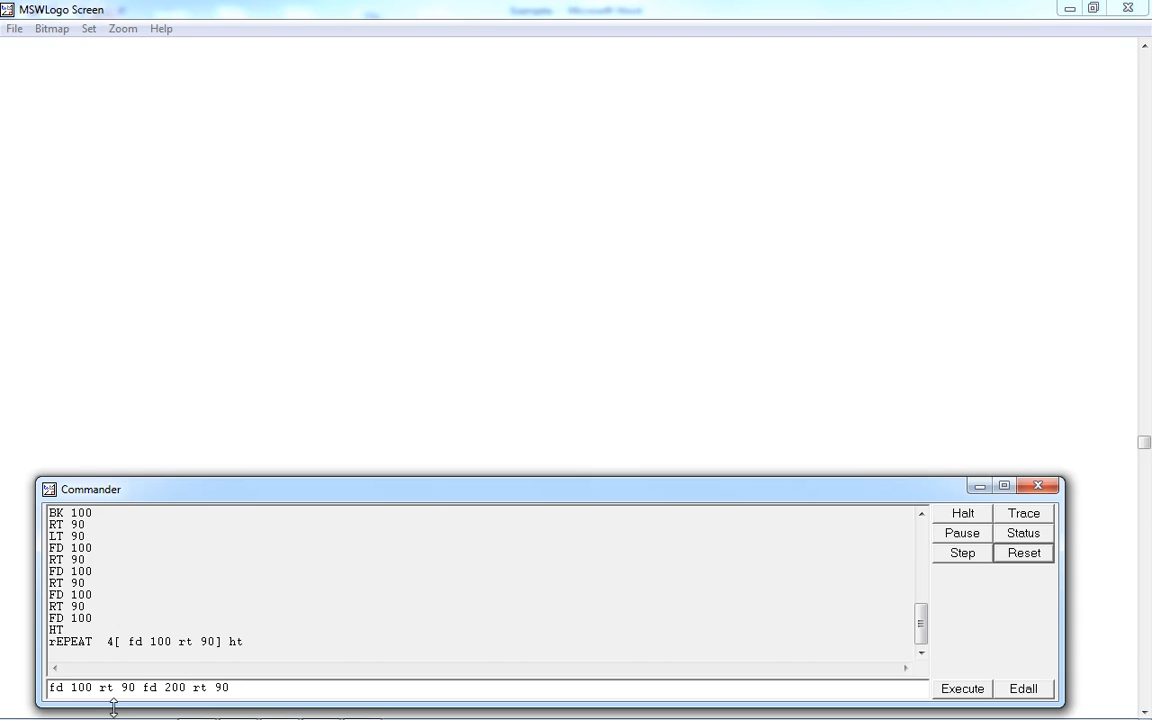 MSWLogo Screen
File Bitmap Set Zoom Help
Commander
BK 100
RT 90
LT 90
FD 100
RT 90
FD 100
RT 90
FD 100
RT 90
FD 100
HT
rEPEAT  4[ fd 100 rt 90] ht
fd 100 rt 90 fd 200 rt 90
Halt Trace
Pause Status
Step Reset
Execute Edall